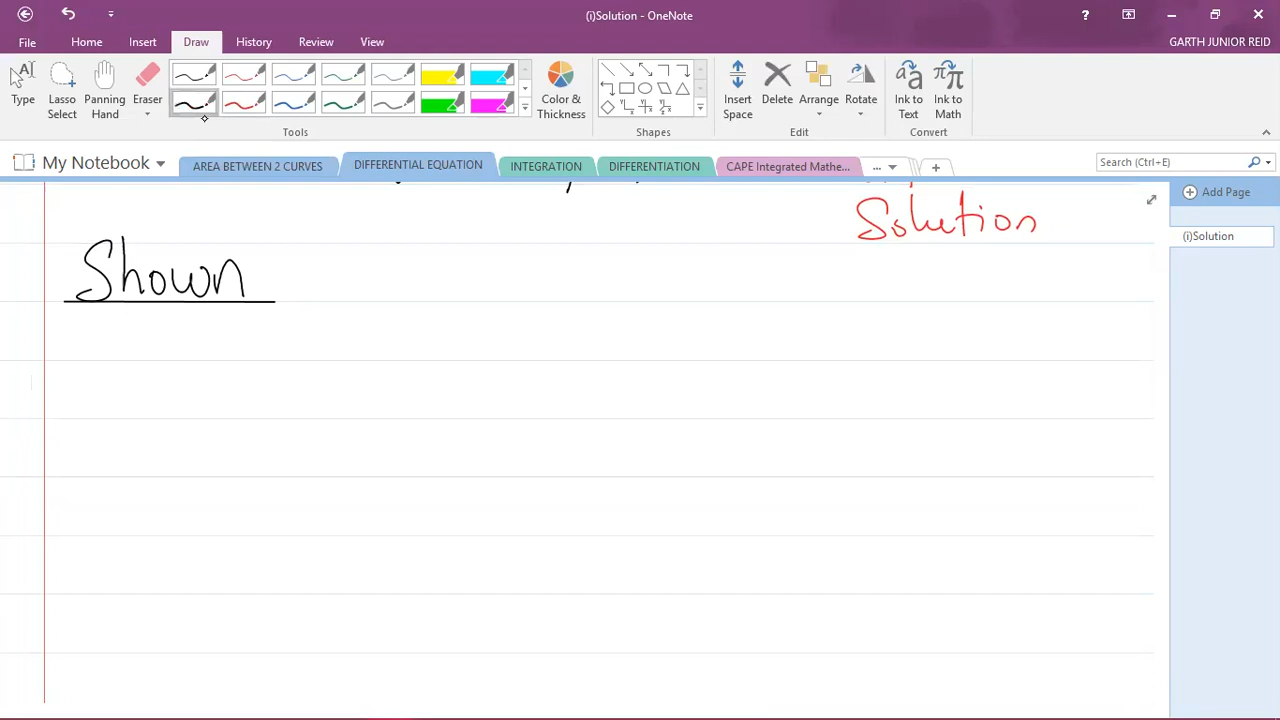 (i)Solution - OneNote
File Home Insert Draw History Review View GARTH JUNIOR REID
Type Lasso Select Panning Hand Eraser Color & Thickness Insert Space Delete Arrange Rotate Ink to Text Ink to Math
Tools Shapes Edit Convert
My Notebook AREA BETWEEN 2 CURVES DIFFERENTIAL EQUATION INTEGRATION DIFFERENTIATION CAPE Integrated Mathe... ... Search (Ctrl+E)
Add Page
Solution
(i)Solution
Shown